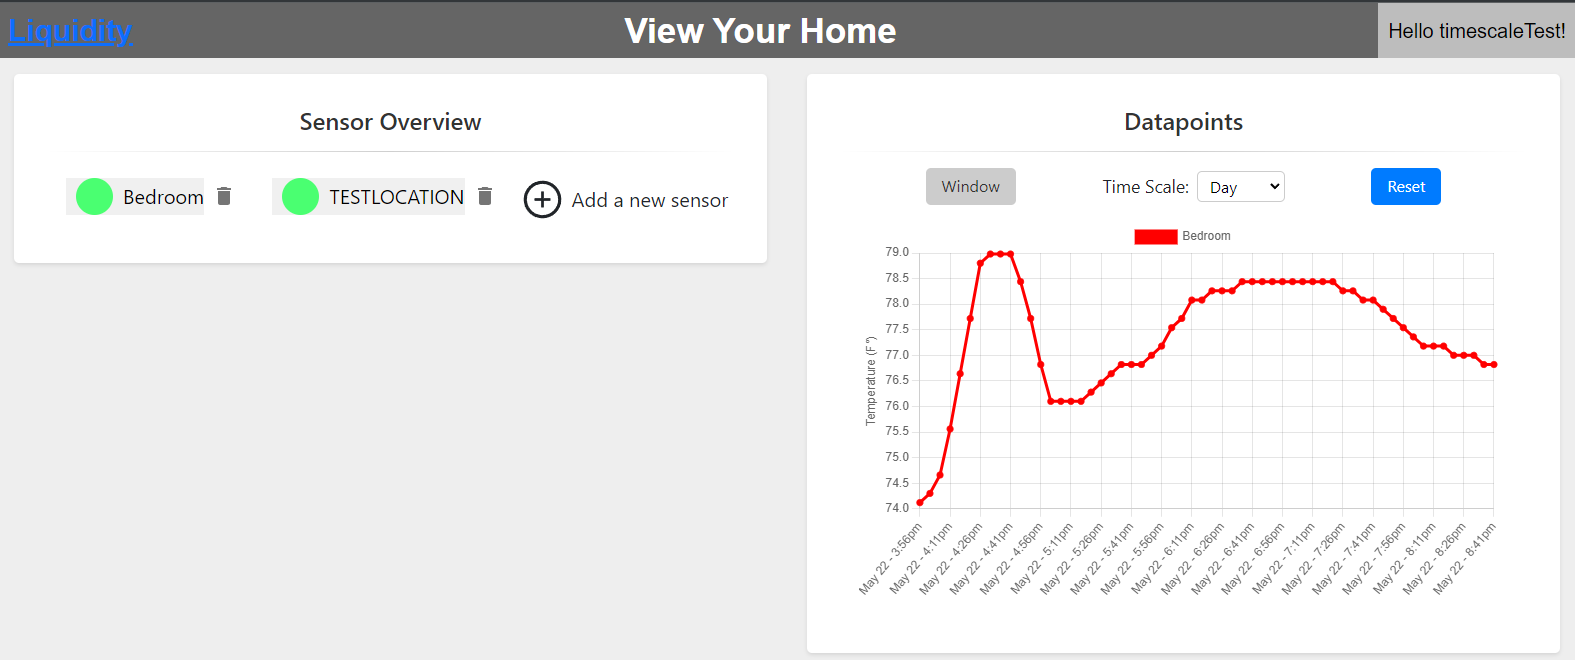 Liquidity
View Your Home
Hello timescaleTest!
Sensor Overview
Bedroom
TESTLOCATION
Add a new sensor
Datapoints
Window
Time Scale: Day
Reset
Bedroom
Temperature (F°)
79.0
78.5
78.0
77.5
77.0
76.5
76.0
75.5
75.0
74.5
74.0
May 22 - 3:56pm
May 22 - 4:11pm
May 22 - 4:26pm
May 22 - 4:41pm
May 22 - 4:56pm
May 22 - 5:11pm
May 22 - 5:26pm
May 22 - 5:41pm
May 22 - 5:56pm
May 22 - 6:11pm
May 22 - 6:26pm
May 22 - 6:41pm
May 22 - 6:56pm
May 22 - 7:11pm
May 22 - 7:26pm
May 22 - 7:41pm
May 22 - 7:56pm
May 22 - 8:11pm
May 22 - 8:26pm
May 22 - 8:41pm